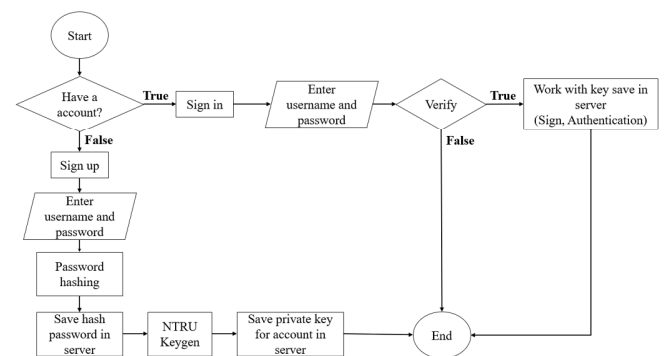 Start
Have a
account?
True
Sign in
Enter
username and
password
Verify
True
Work with key save in
server
(Sign, Authentication)
False
False
Sign up
Enter
username and
password
Password
hashing
Save hash
password in
server
NTRU
Keygen
Save private key
for account in
server
End